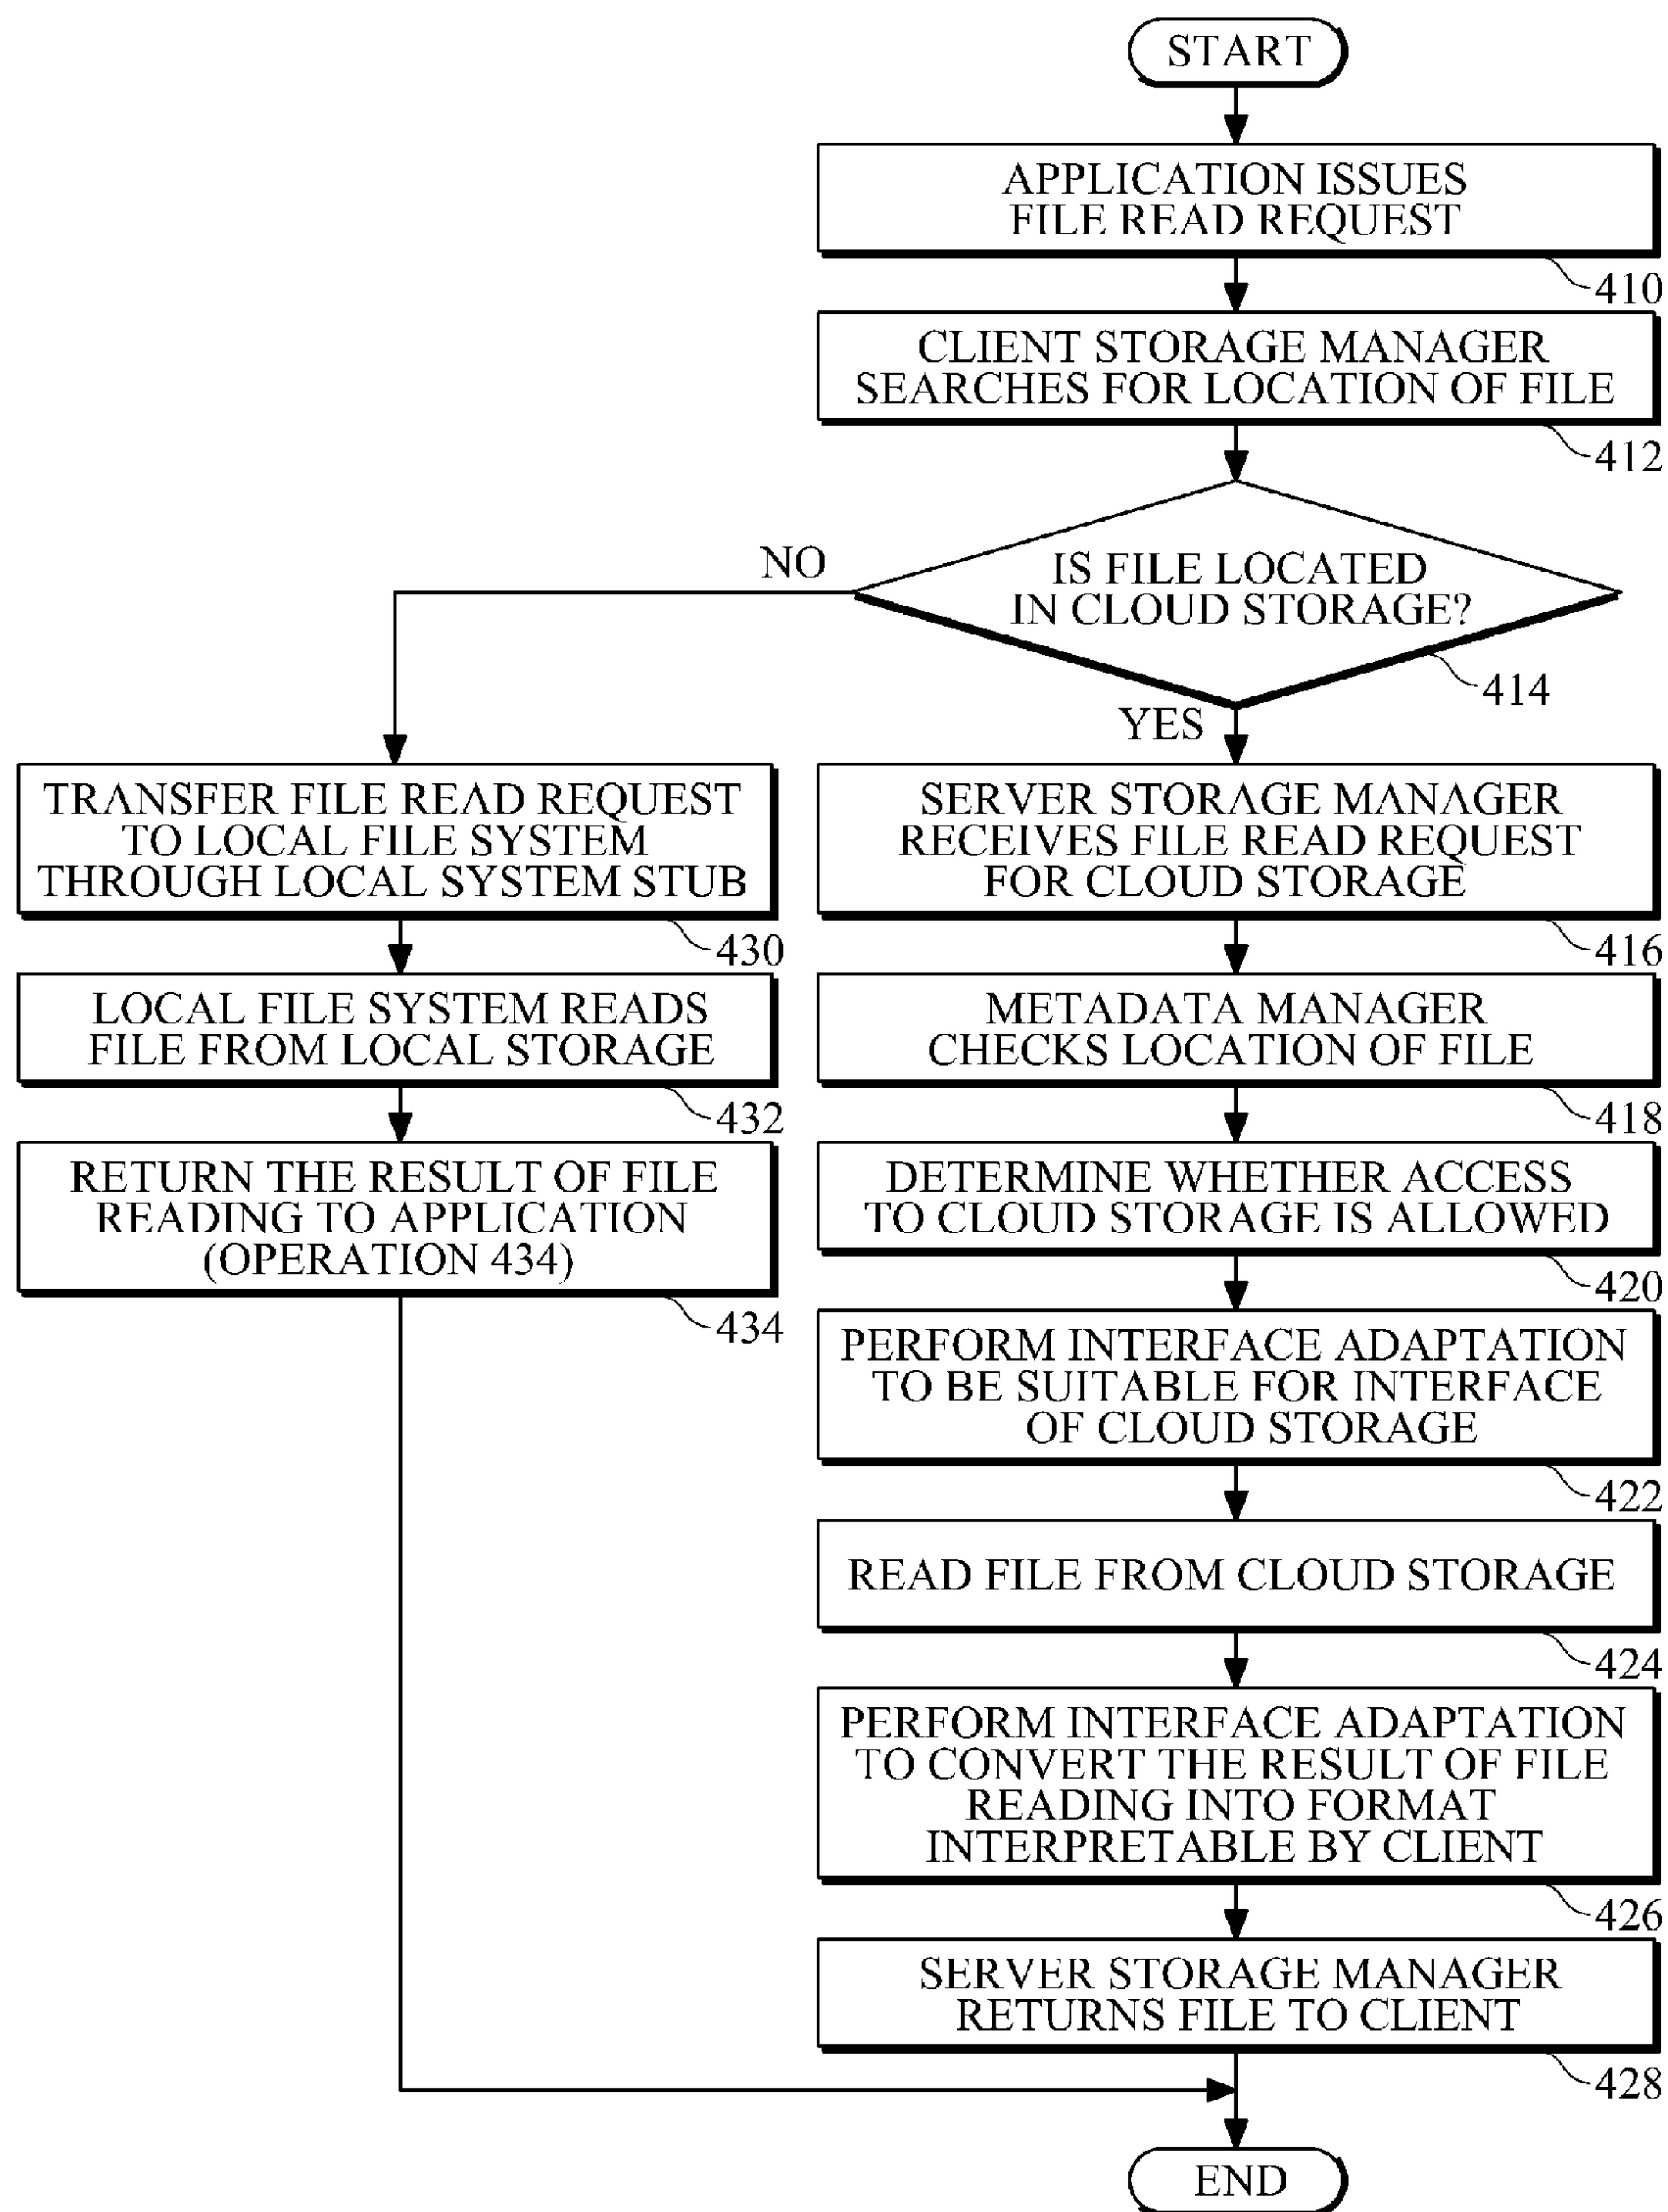 START
APPLICATION ISSUES
FILE READ REQUEST
410
CLIENT STORAGE MANAGER
SEARCHES FOR LOCATION OF FILE
412
IS FILE LOCATED
IN CLOUD STORAGE?
414
NO
YES
TRANSFER FILE READ REQUEST
TO LOCAL FILE SYSTEM
THROUGH LOCAL SYSTEM STUB
430
LOCAL FILE SYSTEM READS
FILE FROM LOCAL STORAGE
432
RETURN THE RESULT OF FILE
READING TO APPLICATION
(OPERATION 434)
434
SERVER STORAGE MANAGER
RECEIVES FILE READ REQUEST
FOR CLOUD STORAGE
416
METADATA MANAGER
CHECKS LOCATION OF FILE
418
DETERMINE WHETHER ACCESS
TO CLOUD STORAGE IS ALLOWED
420
PERFORM INTERFACE ADAPTATION
TO BE SUITABLE FOR INTERFACE
OF CLOUD STORAGE
422
READ FILE FROM CLOUD STORAGE
424
PERFORM INTERFACE ADAPTATION
TO CONVERT THE RESULT OF FILE
READING INTO FORMAT
INTERPRETABLE BY CLIENT
426
SERVER STORAGE MANAGER
RETURNS FILE TO CLIENT
428
END